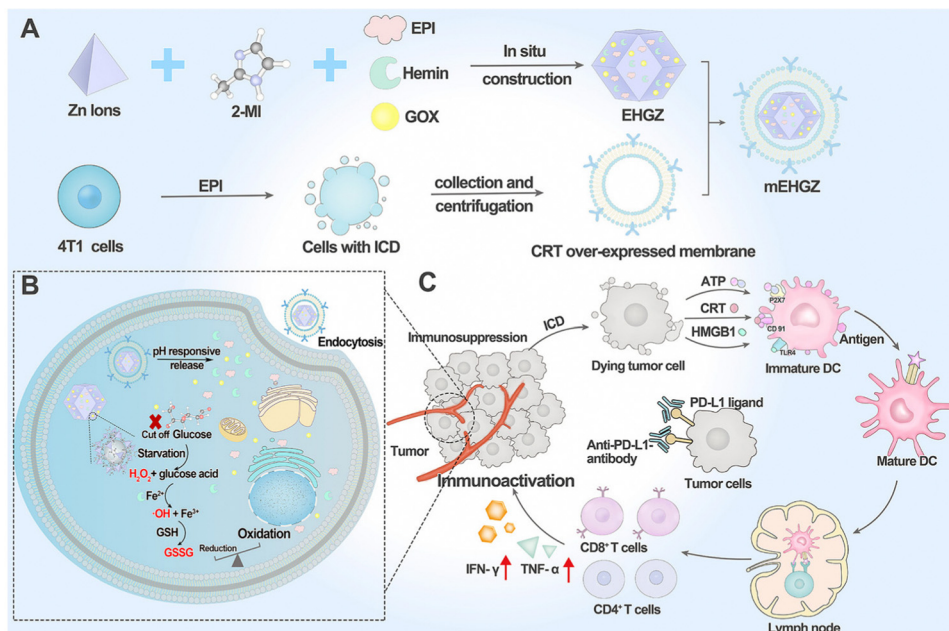 A
EPI
Hemin
GOX
Zn Ions
2-MI
In situ
construction
EHGZ
mEHGZ
4T1 cells
EPI
Cells with ICD
collection and
centrifugation
CRT over-expressed membrane
B
Endocytosis
pH responsive
release
Cut off Glucose
Starvation
H₂O₂ + glucose acid
Fe²⁺
·OH + Fe³⁺
GSH
GSSG
Reduction
Oxidation
C
Immunosuppression
ICD
Dying tumor cell
ATP
CRT
HMGB1
P2X7
CD 91
TLR4
Antigen
Immature DC
Mature DC
Tumor
PD-L1 ligand
Anti-PD-L1-
antibody
Tumor cells
Immunoactivation
IFN-γ
TNF-α
CD8⁺ T cells
CD4⁺ T cells
Lymph node